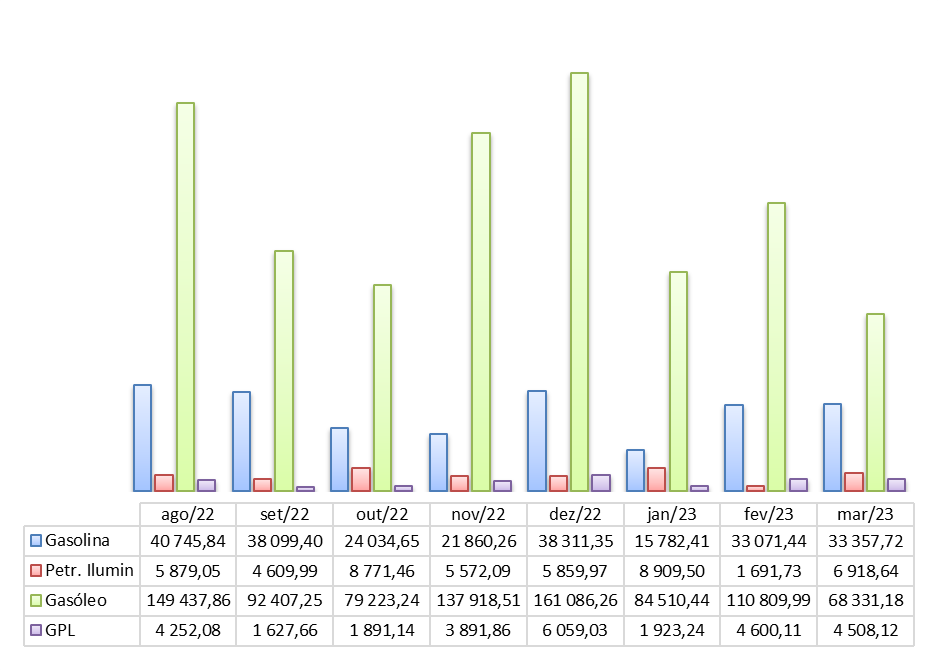 ago/22 set/22 out/22 nov/22 dez/22 jan/23 fev/23 mar/23
Gasolina 40 745,84 38 099,40 24 034,65 21 860,26 38 311,35 15 782,41 33 071,44 33 357,72
Petr. Ilumin 5 879,05 4 609,99 8 771,46 5 572,09 5 859,97 8 909,50 1 691,73 6 918,64
Gasóleo 149 437,86 92 407,25 79 223,24 137 918,51 161 086,26 84 510,44 110 809,99 68 331,18
GPL 4 252,08 1 627,66 1 891,14 3 891,86 6 059,03 1 923,24 4 600,11 4 508,12